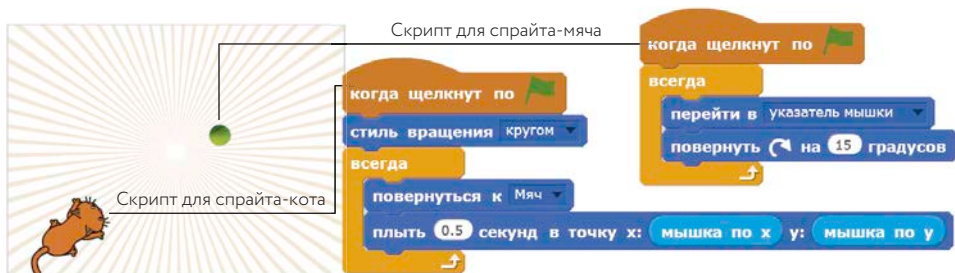 Скрипт для спрайта-мяча
когда щелкнут по
всегда
перейти в указатель мышки
повернуть на 15 градусов
когда щелкнут по
стиль вращения кругом
всегда
повернуться к Мяч
плыть 0.5 секунд в точку x: мышка по x y: мышка по y
Скрипт для спрайта-кота